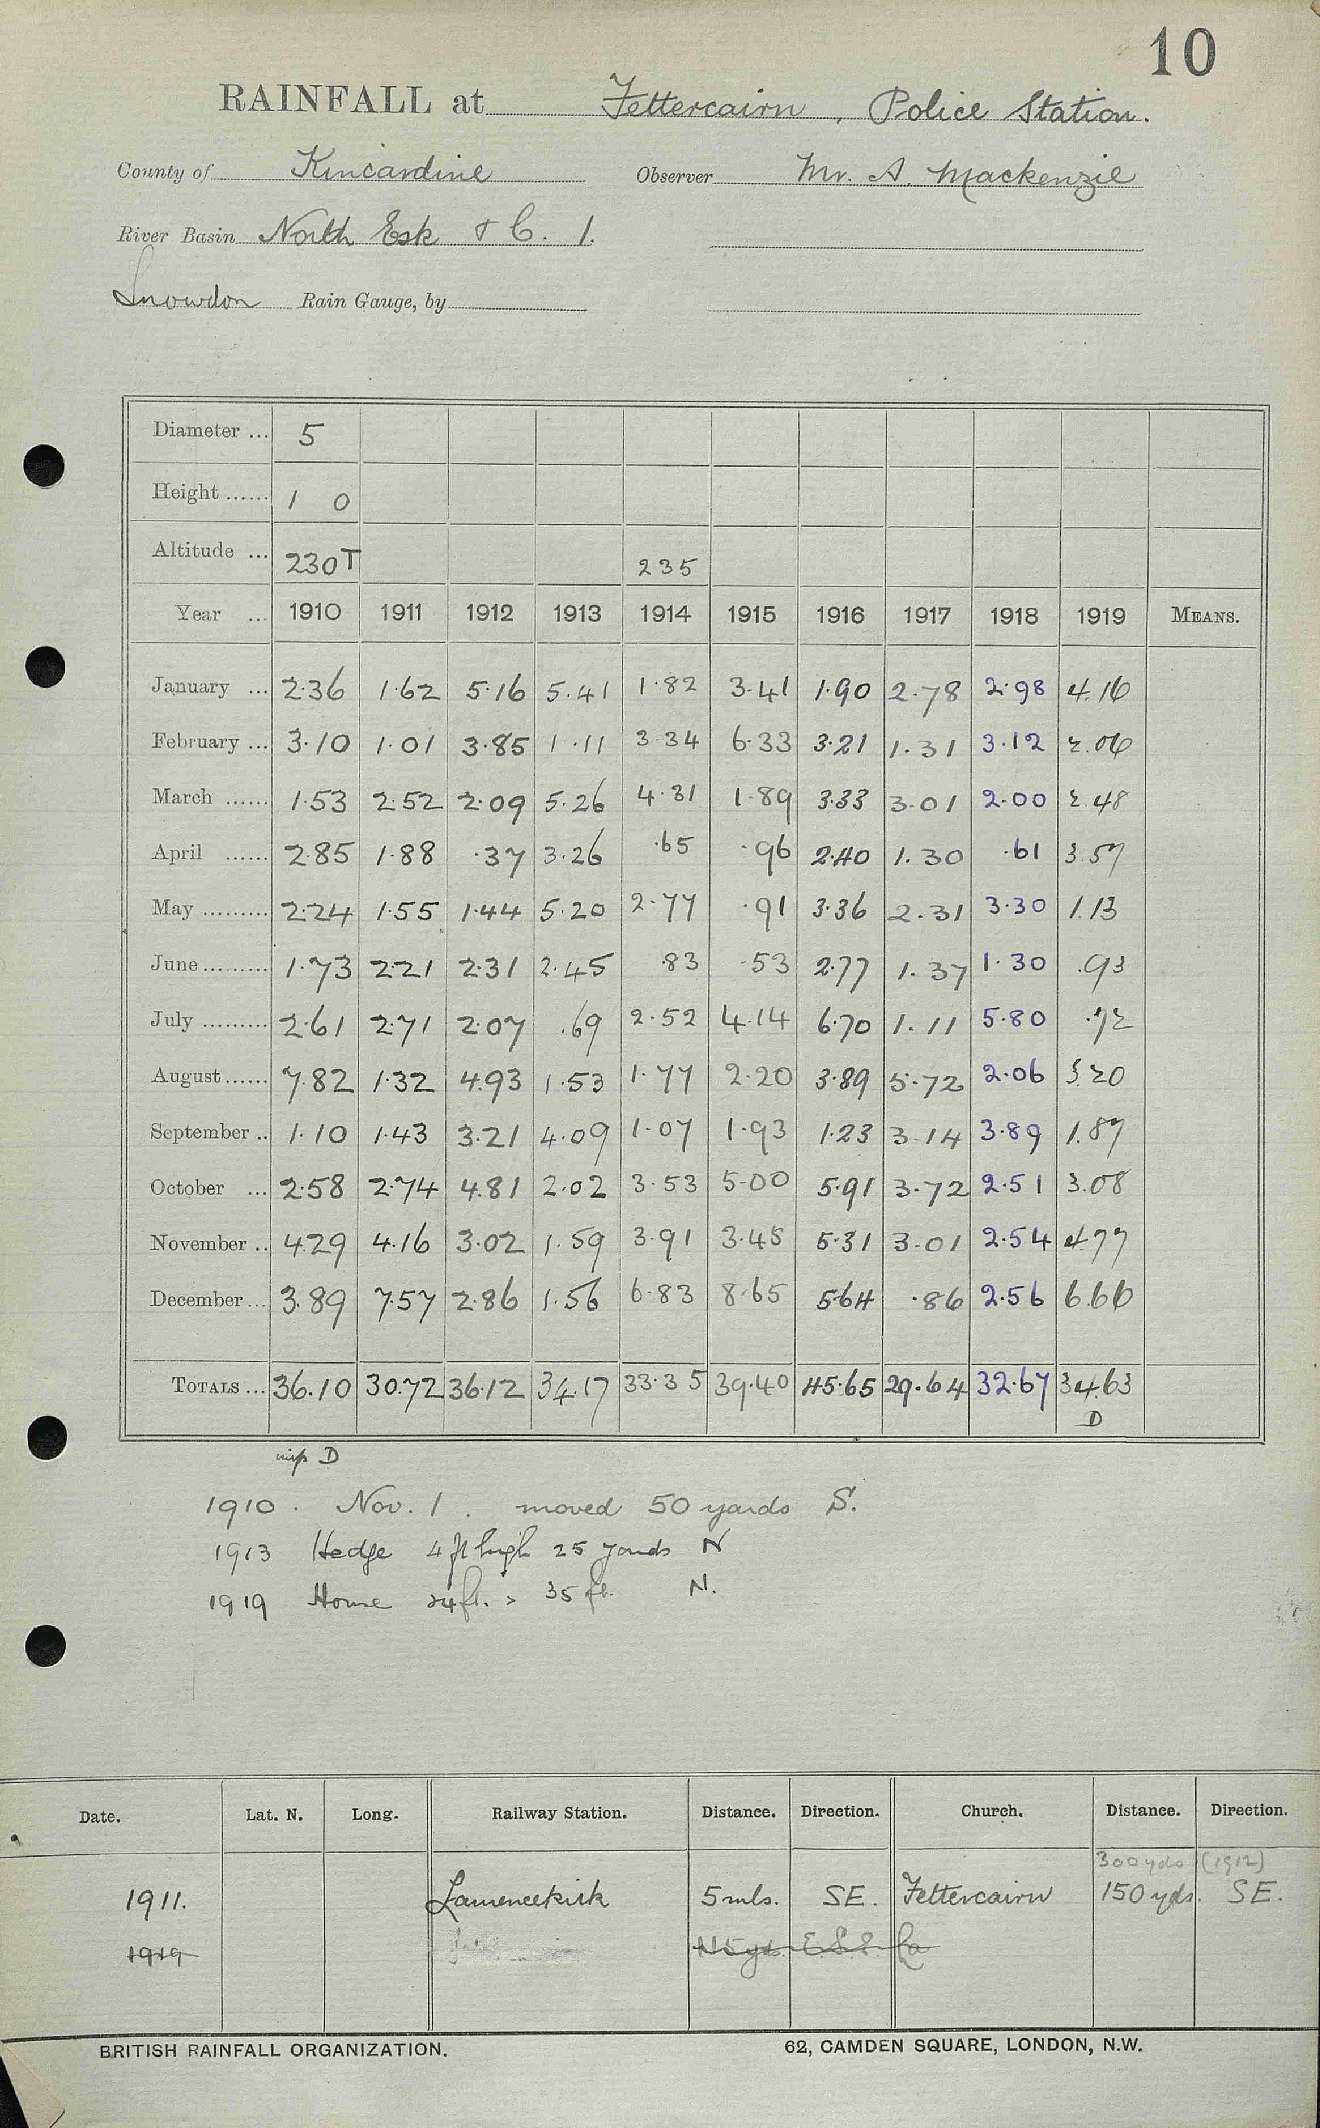 10
RAINFALL at Fettercairn, Police Station.
County of Kincardine Observer Mr. A. Mackenzie
River Basin North Esk & C. 1.
Snowdon Rain Gauge, by
Diameter ... 5
Height ...... 1 0
Altitude ... 230T 235
Year ... 1910 1911 1912 1913 1914 1915 1916 1917 1918 1919 MEANS.
January ... 2.36 1.62 5.16 5.41 1.82 3.41 1.90 2.78 2.98 4.16
February ... 3.10 1.01 3.85 1.11 3.34 6.33 3.21 1.31 3.12 2.06
March ...... 1.53 2.52 2.09 5.26 4.31 1.89 3.33 3.01 2.00 2.48
April ...... 2.85 1.88 .37 3.26 .65 .96 2.40 1.30 .61 3.57
May ......... 2.24 1.55 1.44 5.20 2.77 .91 3.36 2.31 3.30 1.13
June ......... 1.73 2.21 2.31 2.45 .83 .53 2.77 1.37 1.30 .93
July ......... 2.61 2.71 2.07 .69 2.52 4.14 6.70 1.11 5.80 .72
August ...... 7.82 1.32 4.93 1.53 1.77 2.20 3.89 5.72 2.06 3.20
September .. 1.10 1.43 3.21 4.09 1.07 1.93 1.23 3.14 3.89 1.87
October ... 2.58 2.74 4.81 2.02 3.53 5.00 5.91 3.72 2.51 3.08
November .. 4.29 4.16 3.02 1.59 3.91 3.45 5.31 3.01 2.54 4.77
December ... 3.89 7.57 2.86 1.56 6.83 8.65 5.64 .86 2.56 6.66
TOTALS ... 36.10 30.72 36.12 34.17 33.35 39.40 45.65 29.64 32.67 34.63
D
D
1910. Nov. 1. moved 50 yards S.
1913 Hedge 4 ft high 25 yards N
1919 House 24 ft. > 35 ft. N.
Date. Lat. N. Long. Railway Station. Distance. Direction. Church. Distance. Direction.
300 yds (1912)
1911. Laurencekirk 5 mls. SE. Fettercairn 150 yds. SE.
1919
BRITISH RAINFALL ORGANIZATION. 62, CAMDEN SQUARE, LONDON, N.W.